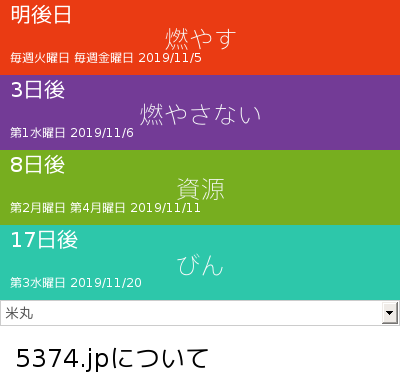 明後日
燃やす
毎週火曜日 毎週金曜日 2019/11/5
3日後
燃やさない
第1水曜日 2019/11/6
8日後
資源
第2月曜日 第4月曜日 2019/11/11
17日後
びん
第3水曜日 2019/11/20
米丸
5374.jpについて